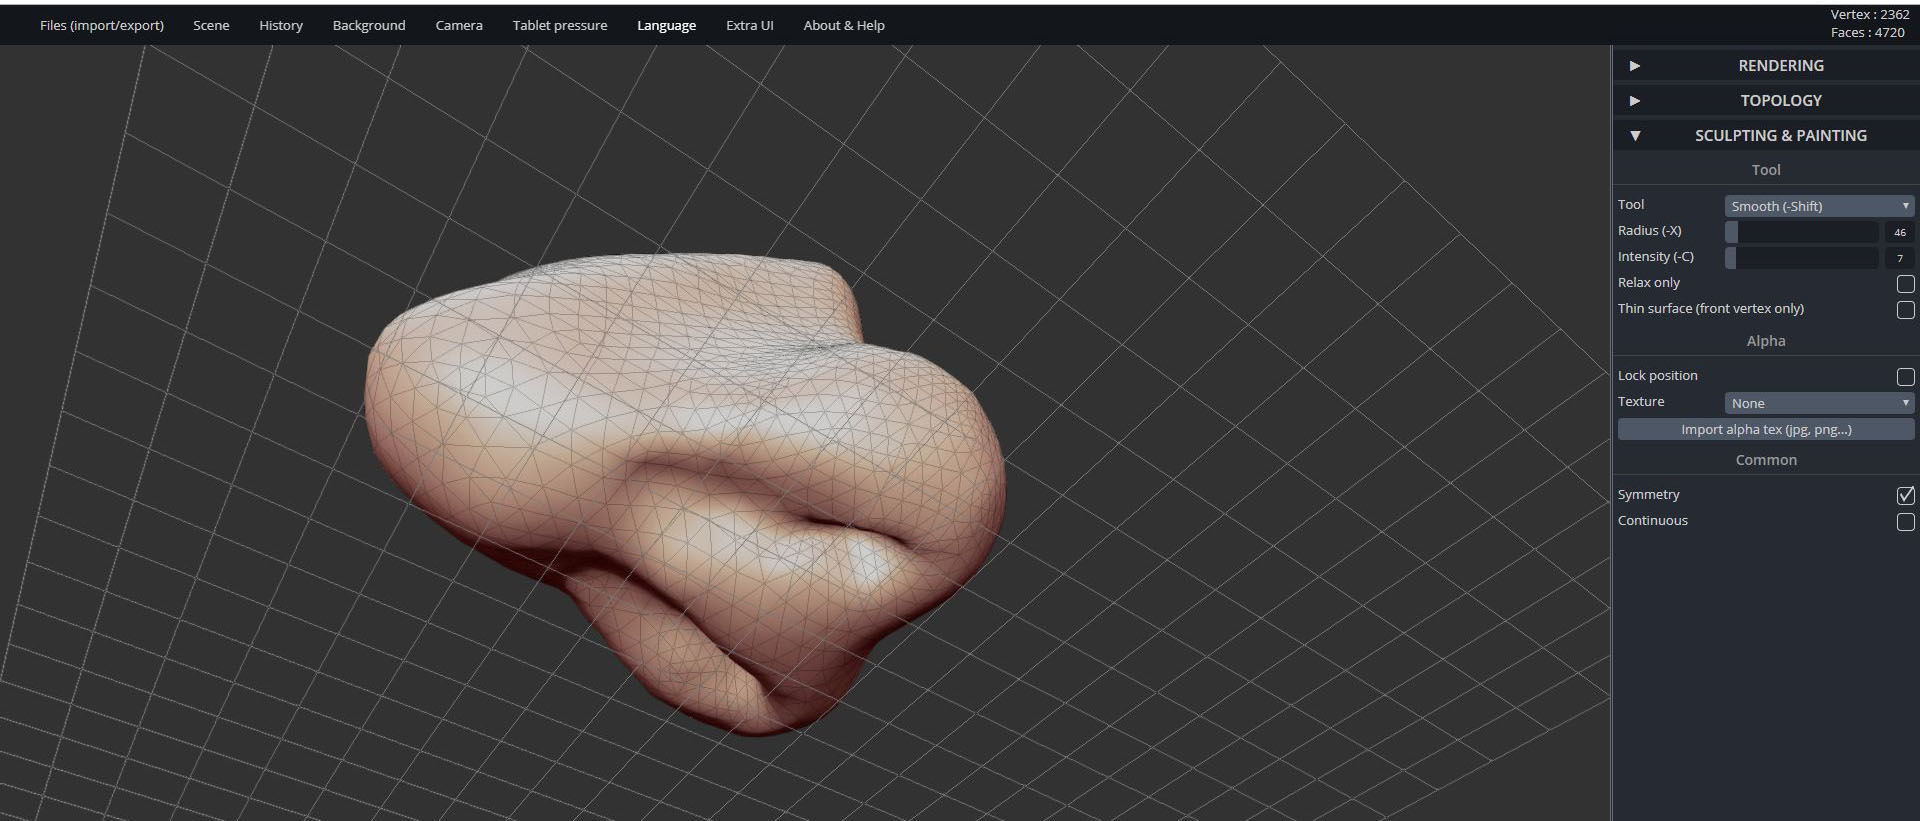 Files (import/export) Scene History Background Camera Tablet pressure Language Extra UI About & Help
Vertex : 2362
Faces : 4720
▶ RENDERING
▶ TOPOLOGY
▼ SCULPTING & PAINTING
Tool
Tool Smooth (-Shift)
Radius (-X) 46
Intensity (-C) 7
Relax only
Thin surface (front vertex only)
Alpha
Lock position
Texture None
Import alpha tex (jpg, png...)
Common
Symmetry
Continuous